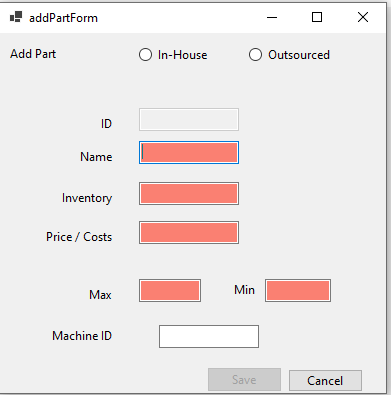 addPartForm
Add Part In-House Outsourced
ID
Name
Inventory
Price / Costs
Max Min
Machine ID
Save Cancel